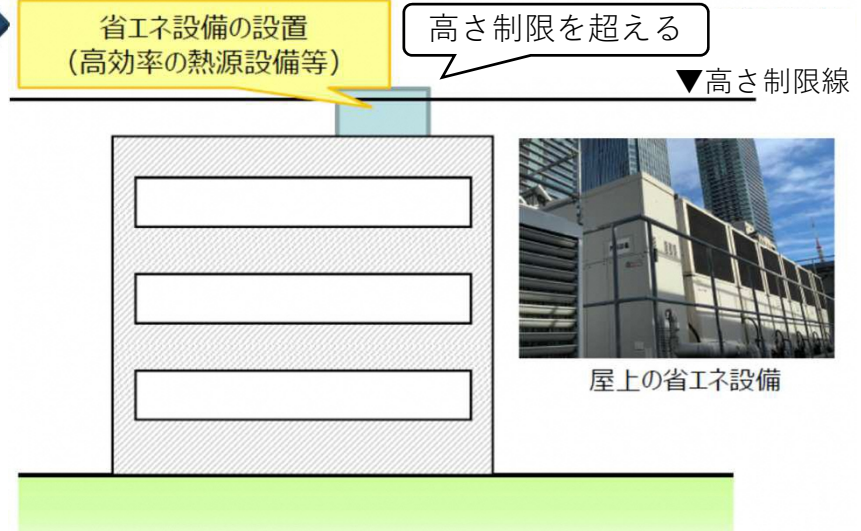 省エネ設備の設置
（高効率の熱源設備等）
高さ制限を超える
▼高さ制限線
屋上の省エネ設備